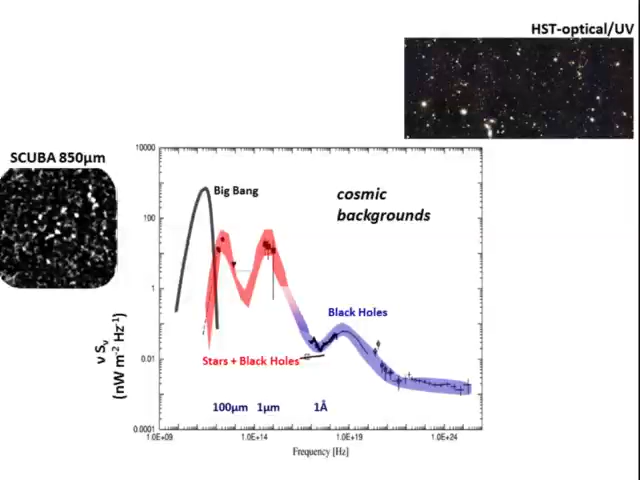 HST-optical/UV
SCUBA 850μm
10000
100
1
0.01
0.0001
ν Sν
(nW m-2 Hz-1)
Big Bang
cosmic
backgrounds
Black Holes
Stars + Black Holes
100μm 1μm 1Å
1.0E+09 1.0E+14 1.0E+19 1.0E+24
Frequency [Hz]